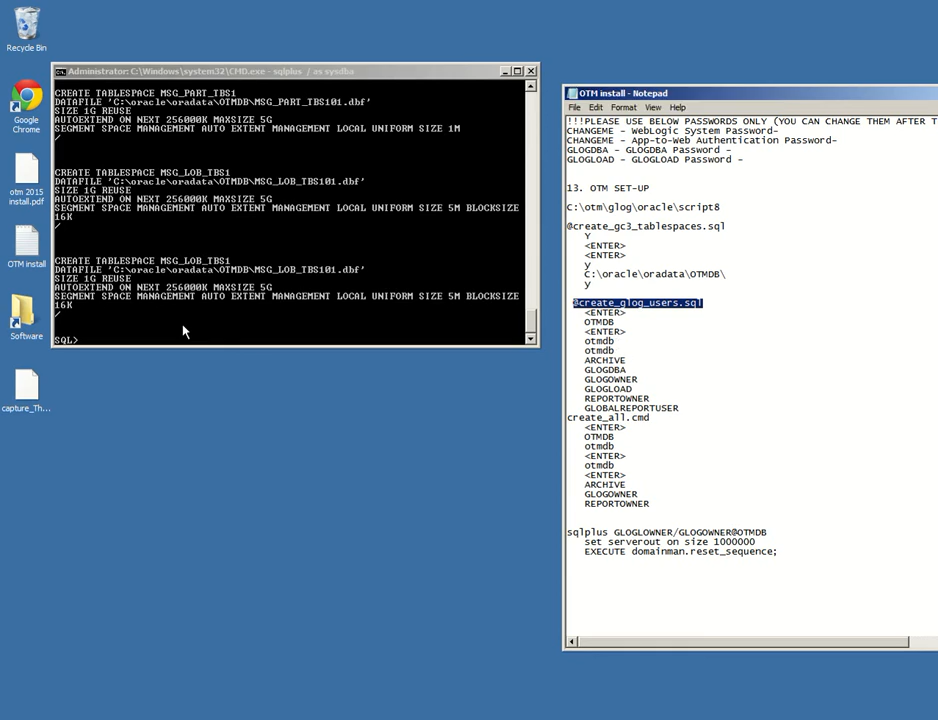 Recycle Bin
Google
Chrome
otm 2015
install.pdf
OTM install
Software
capture_Th...
Administrator: C:\Windows\system32\CMD.exe - sqlplus / as sysdba
CREATE TABLESPACE MSG_PART_TBS1
DATAFILE 'C:\oracle\oradata\OTMDB\MSG_PART_TBS101.dbf'
SIZE 1G REUSE
AUTOEXTEND ON NEXT 256000K MAXSIZE 5G
SEGMENT SPACE MANAGEMENT AUTO EXTENT MANAGEMENT LOCAL UNIFORM SIZE 1M
/
CREATE TABLESPACE MSG_LOB_TBS1
DATAFILE 'C:\oracle\oradata\OTMDB\MSG_LOB_TBS101.dbf'
SIZE 1G REUSE
AUTOEXTEND ON NEXT 256000K MAXSIZE 5G
SEGMENT SPACE MANAGEMENT AUTO EXTENT MANAGEMENT LOCAL UNIFORM SIZE 5M BLOCKSIZE
16K
/
CREATE TABLESPACE MSG_LOB_TBS1
DATAFILE 'C:\oracle\oradata\OTMDB\MSG_LOB_TBS101.dbf'
SIZE 1G REUSE
AUTOEXTEND ON NEXT 256000K MAXSIZE 5G
SEGMENT SPACE MANAGEMENT AUTO EXTENT MANAGEMENT LOCAL UNIFORM SIZE 5M BLOCKSIZE
16K
/
SQL>
OTM install - Notepad
File Edit Format View Help
!!!PLEASE USE BELOW PASSWORDS ONLY (YOU CAN CHANGE THEM AFTER T
CHANGEME - WebLogic System Password-
CHANGEME - App-to-Web Authentication Password-
GLOGDBA - GLOGDBA Password -
GLOGLOAD - GLOGLOAD Password -
13. OTM SET-UP
C:\otm\glog\oracle\script8
@create_gc3_tablespaces.sql
Y
<ENTER>
<ENTER>
y
C:\oracle\oradata\OTMDB\
y
@create_glog_users.sql
<ENTER>
OTMDB
<ENTER>
otmdb
otmdb
ARCHIVE
GLOGDBA
GLOGOWNER
GLOGLOAD
REPORTOWNER
GLOBALREPORTUSER
create_all.cmd
<ENTER>
OTMDB
otmdb
<ENTER>
otmdb
<ENTER>
ARCHIVE
GLOGOWNER
REPORTOWNER
sqlplus GLOGLOWNER/GLOGOWNER@OTMDB
set serverout on size 1000000
EXECUTE domainman.reset_sequence;